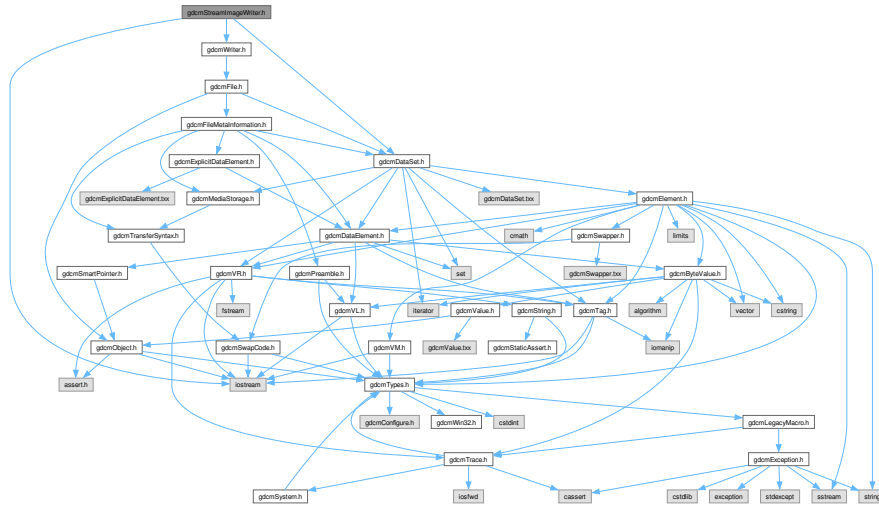 gdcmStreamImageWriter.h
gdcmWriter.h
gdcmFile.h
gdcmFileMetaInformation.h
gdcmExplicitDataElement.h
gdcmDataSet.h
gdcmExplicitDataElement.txx
gdcmMediaStorage.h
gdcmDataSet.txx
gdcmElement.h
gdcmTransferSyntax.h
gdcmDataElement.h
cmath
gdcmSwapper.h
limits
gdcmSmartPointer.h
gdcmVR.h
gdcmPreamble.h
set
gdcmSwapper.txx
gdcmByteValue.h
fstream
gdcmVL.h
iterator
gdcmValue.h
gdcmString.h
gdcmTag.h
algorithm
vector
cstring
gdcmObject.h
gdcmSwapCode.h
gdcmVM.h
gdcmValue.txx
gdcmStaticAssert.h
iomanip
assert.h
iostream
gdcmTypes.h
gdcmConfigure.h
gdcmWin32.h
cstdint
gdcmLegacyMacro.h
gdcmTrace.h
gdcmException.h
gdcmSystem.h
iosfwd
cassert
cstdlib
exception
stdexcept
sstream
string